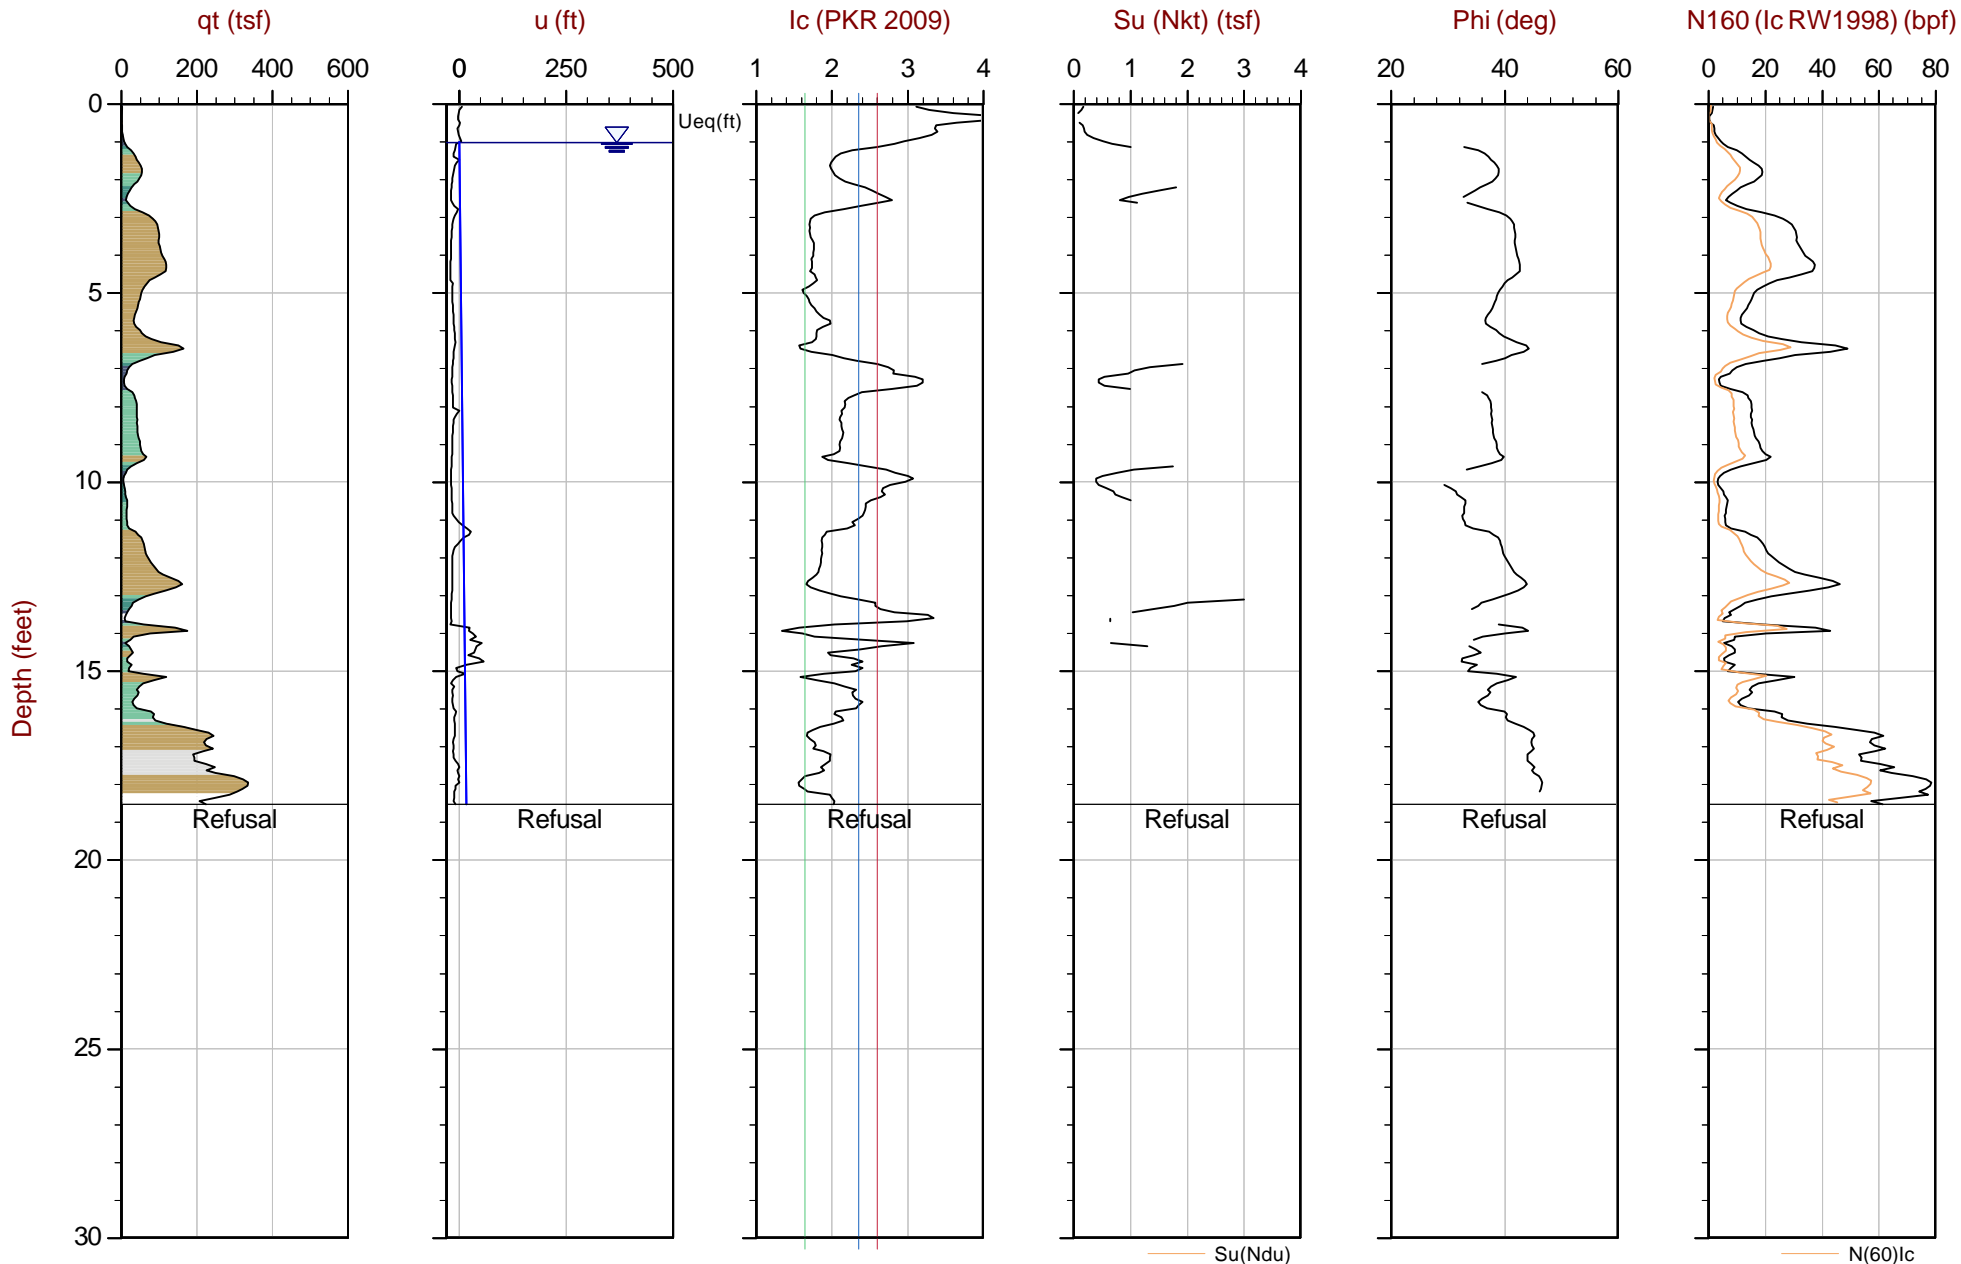 qt (tsf) u (ft) Ic (PKR 2009) Su (Nkt) (tsf) Phi (deg) N160 (Ic RW1998) (bpf)
0 200 400 600 0 250 500 1 2 3 4 0 1 2 3 4 20 40 60 0 20 40 60 80
0
Ueq(ft)
5
10
15
Depth (feet)
Refusal Refusal Refusal Refusal Refusal Refusal
20
25
30
Su(Ndu) N(60)Ic